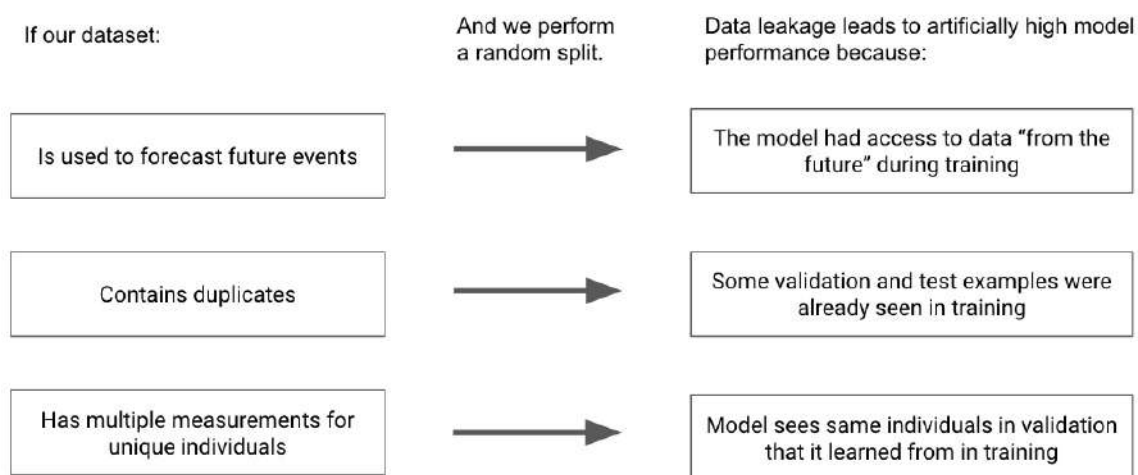 If our dataset:
And we perform
a random split.
Data leakage leads to artificially high model
performance because:
Is used to forecast future events
The model had access to data “from the
future” during training
Contains duplicates
Some validation and test examples were
already seen in training
Has multiple measurements for
unique individuals
Model sees same individuals in validation
that it learned from in training